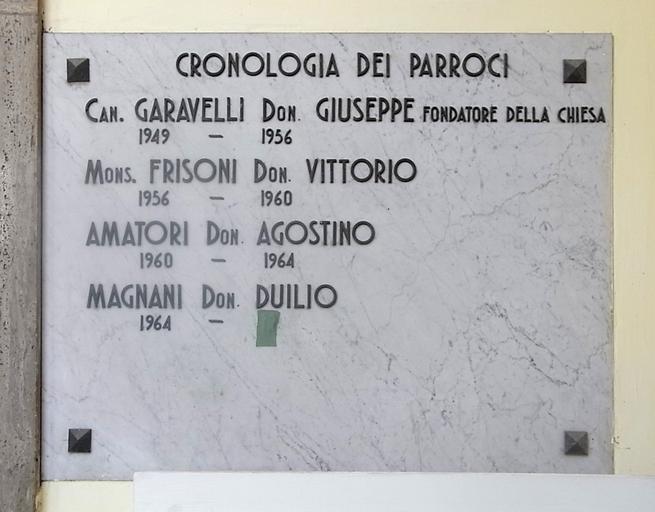 CRONOLOGIA DEI PARROCI
CAN. GARAVELLI DON. GIUSEPPE FONDATORE DELLA CHIESA
1949 — 1956
MONS. FRISONI DON. VITTORIO
1956 — 1960
AMATORI DON. AGOSTINO
1960 — 1964
MAGNANI DON. DUILIO
1964 —